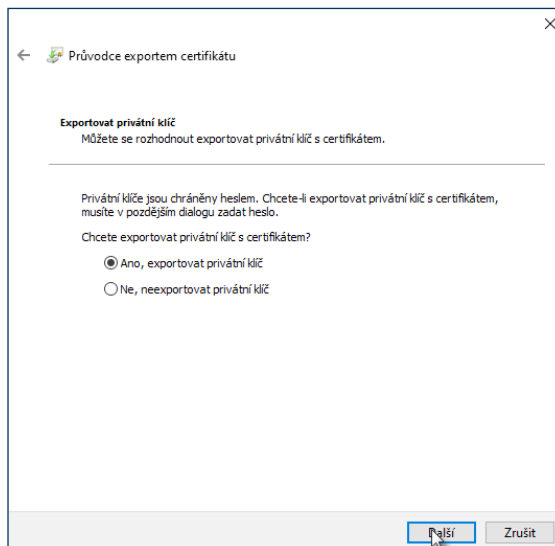 Průvodce exportem certifikátu
Exportovat privátní klíč
Můžete se rozhodnout exportovat privátní klíč s certifikátem.
Privátní klíče jsou chráněny heslem. Chcete-li exportovat privátní klíč s certifikátem,
musíte v pozdějším dialogu zadat heslo.
Chcete exportovat privátní klíč s certifikátem?
Ano, exportovat privátní klíč
Ne, neexportovat privátní klíč
Další Zrušit